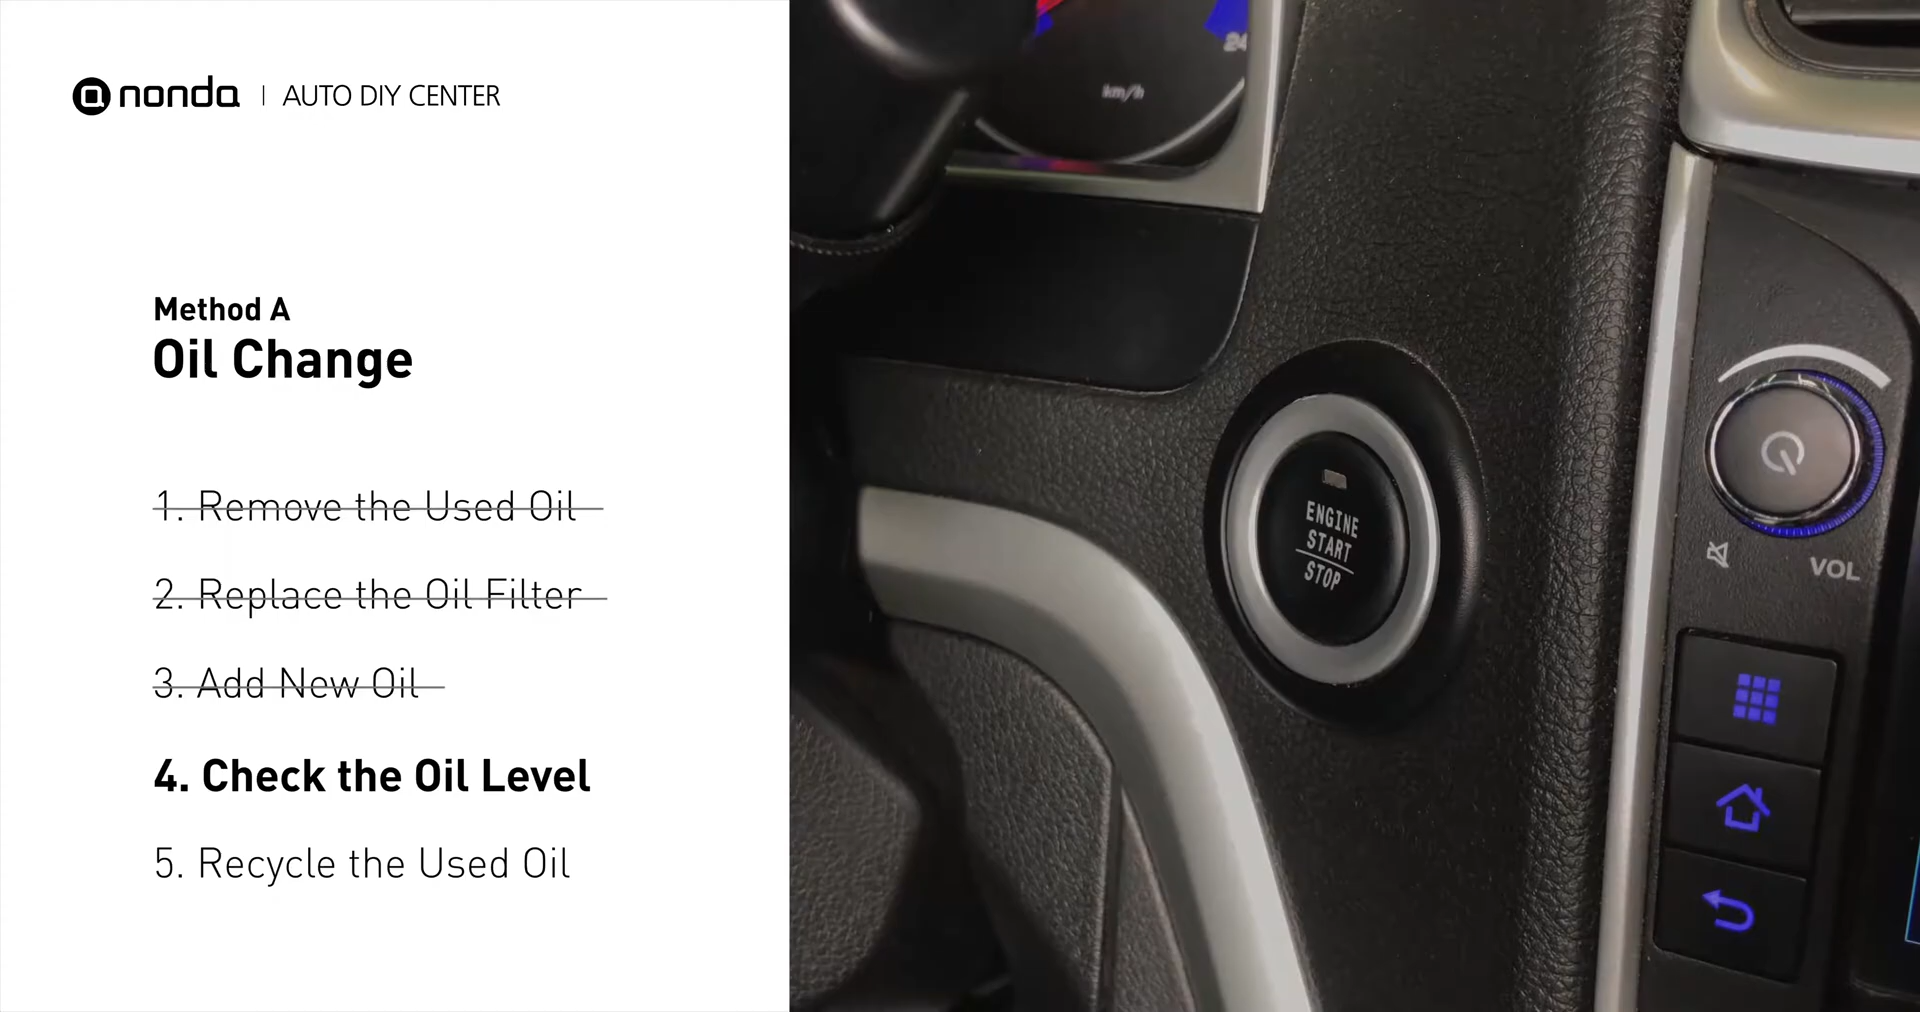 nonda | AUTO DIY CENTER
Method A
Oil Change
1. Remove the Used Oil
2. Replace the Oil Filter
3. Add New Oil
4. Check the Oil Level
5. Recycle the Used Oil
km/h
ENGINE
START
STOP
VOL